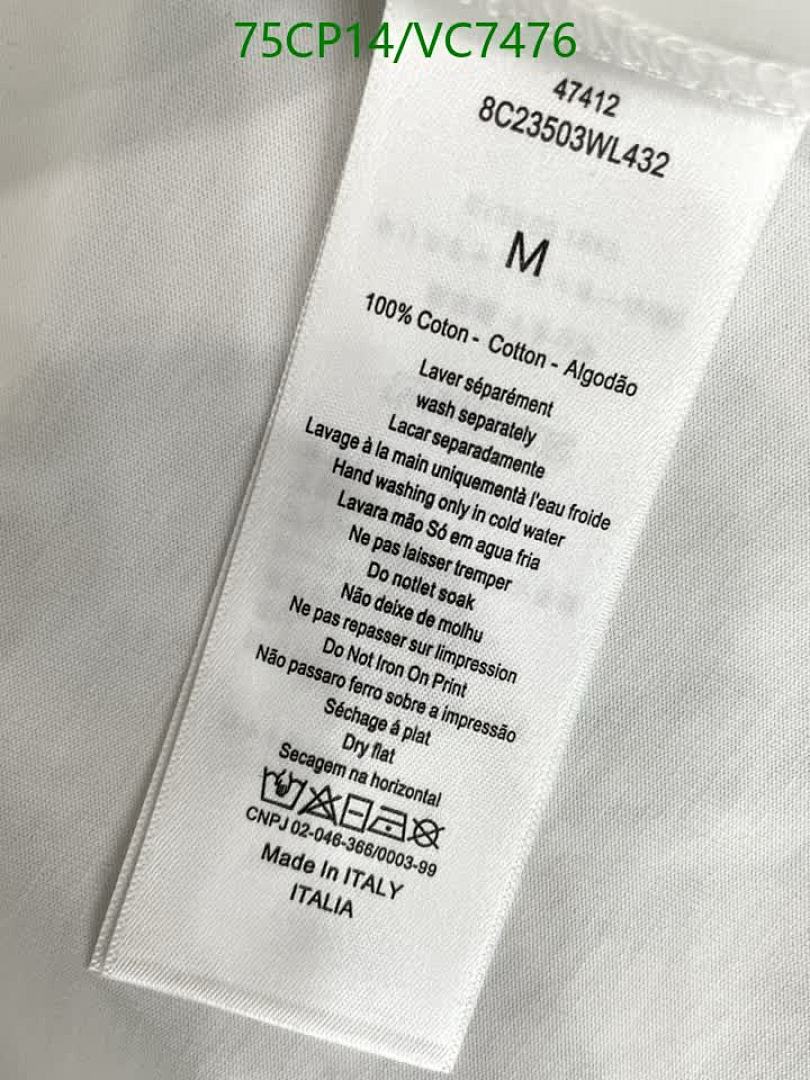 75CP14/VC7476
47412
8C23503WL432
M
100% Coton - Cotton - Algodão
Laver séparément
wash separately
Lacar separadamente
Lavage à la main uniquementà l'eau froide
Hand washing only in cold water
Lavara mão Só em agua fria
Ne pas laisser tremper
Do notlet soak
Não deixe de molhu
Ne pas repasser sur limpression
Do Not Iron On Print
Não passaro ferro sobre a impressão
Séchage á plat
Dry flat
Secagem na horizontal
CNPJ 02-046-366/0003-99
Made In ITALY
ITALIA